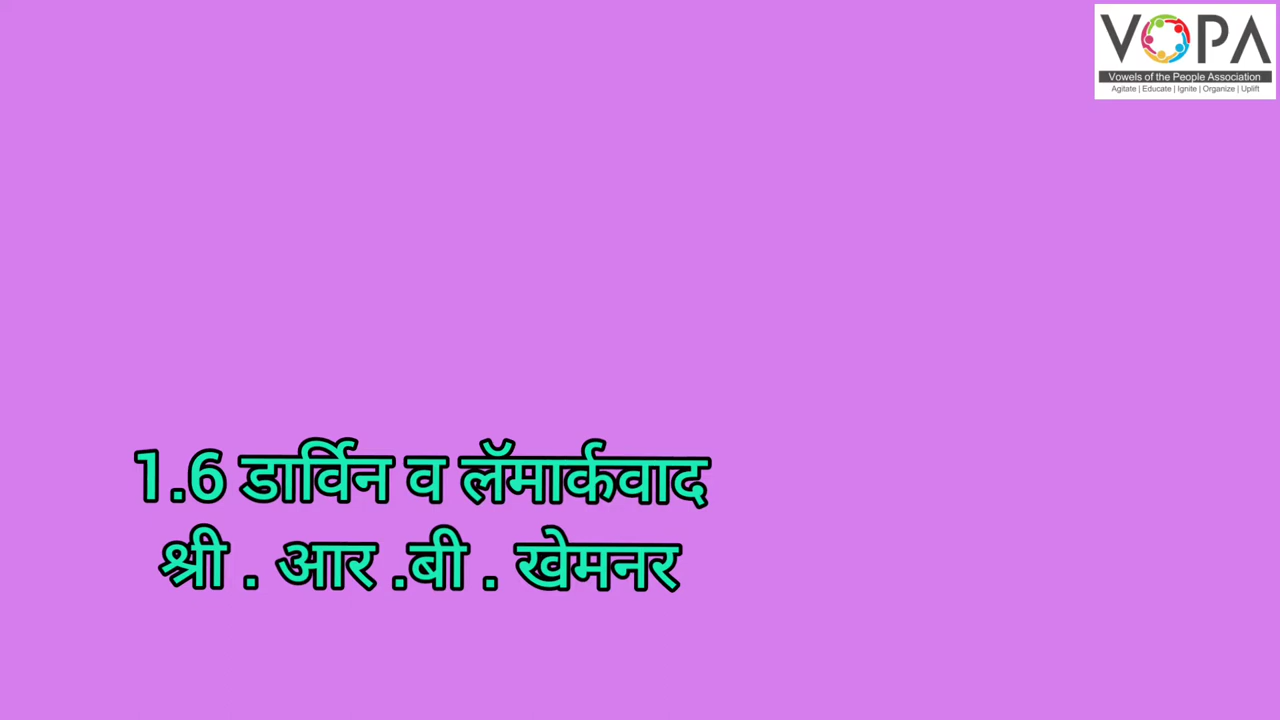 VOPA
Vowels of the People Association
Agitate | Educate | Ignite | Organize | Uplift
1.6 डार्विन व लॅमार्कवाद
श्री . आर .बी . खेमनर